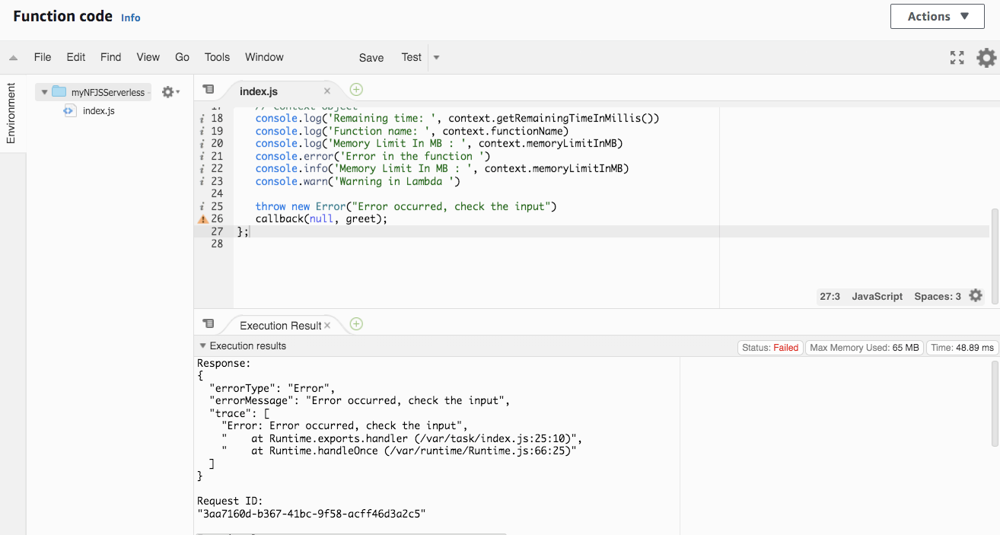 Function code Info
Actions
File Edit Find View Go Tools Window Save Test
Environment
myNFJSServerless -
index.js
index.js
17 // Context object
18 console.log('Remaining time: ', context.getRemainingTimeInMillis())
19 console.log('Function name: ', context.functionName)
20 console.log('Memory Limit In MB : ', context.memoryLimitInMB)
21 console.error('Error in the function ')
22 console.info('Memory Limit In MB : ', context.memoryLimitInMB)
23 console.warn('Warning in Lambda ')
24
25 throw new Error("Error occurred, check the input")
26 callback(null, greet);
27 };
28
27:3 JavaScript Spaces: 3
Execution Result
Execution results
Status: Failed Max Memory Used: 65 MB Time: 48.89 ms
Response:
{
"errorType": "Error",
"errorMessage": "Error occurred, check the input",
"trace": [
"Error: Error occurred, check the input",
"    at Runtime.exports.handler (/var/task/index.js:25:10)",
"    at Runtime.handleOnce (/var/runtime/Runtime.js:66:25)"
]
}
Request ID:
"3aa7160d-b367-41bc-9f58-acff46d3a2c5"